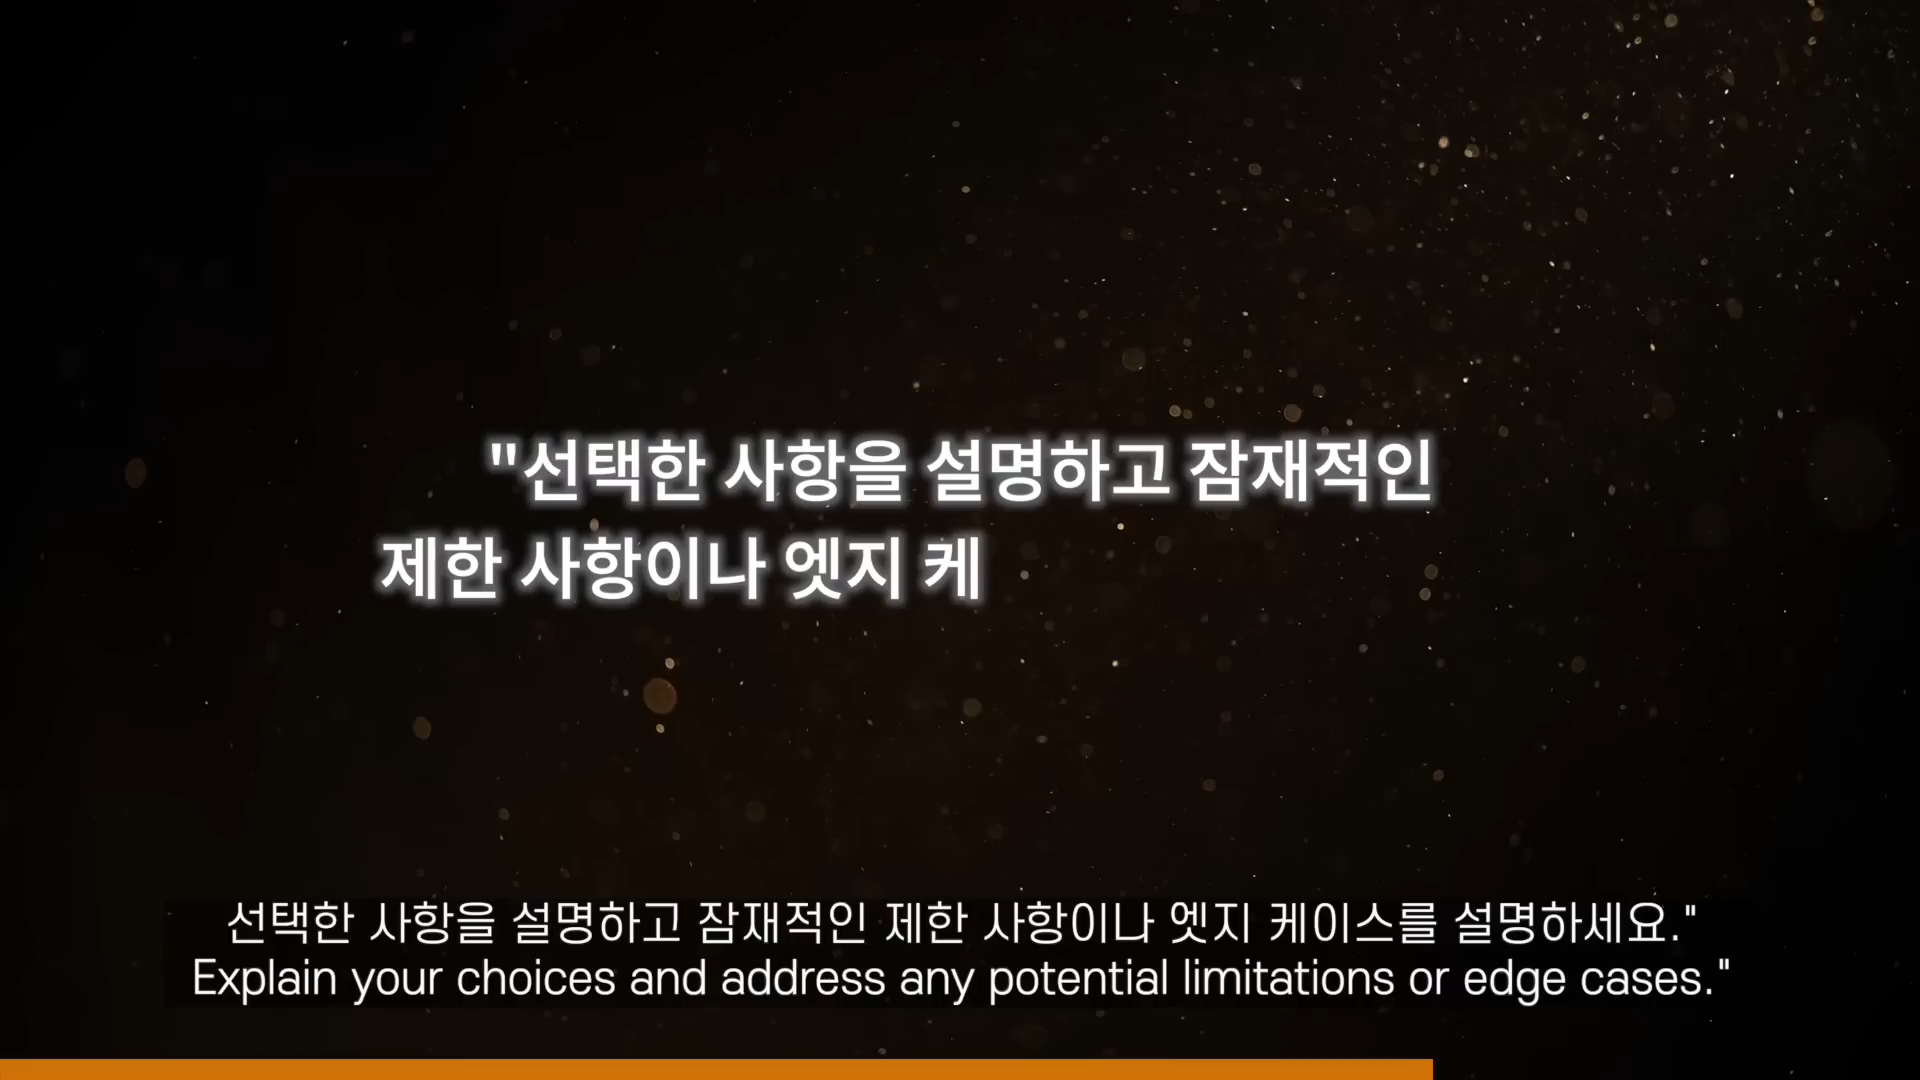 "선택한 사항을 설명하고 잠재적인
제한 사항이나 엣지 케
선택한 사항을 설명하고 잠재적인 제한 사항이나 엣지 케이스를 설명하세요."
Explain your choices and address any potential limitations or edge cases."